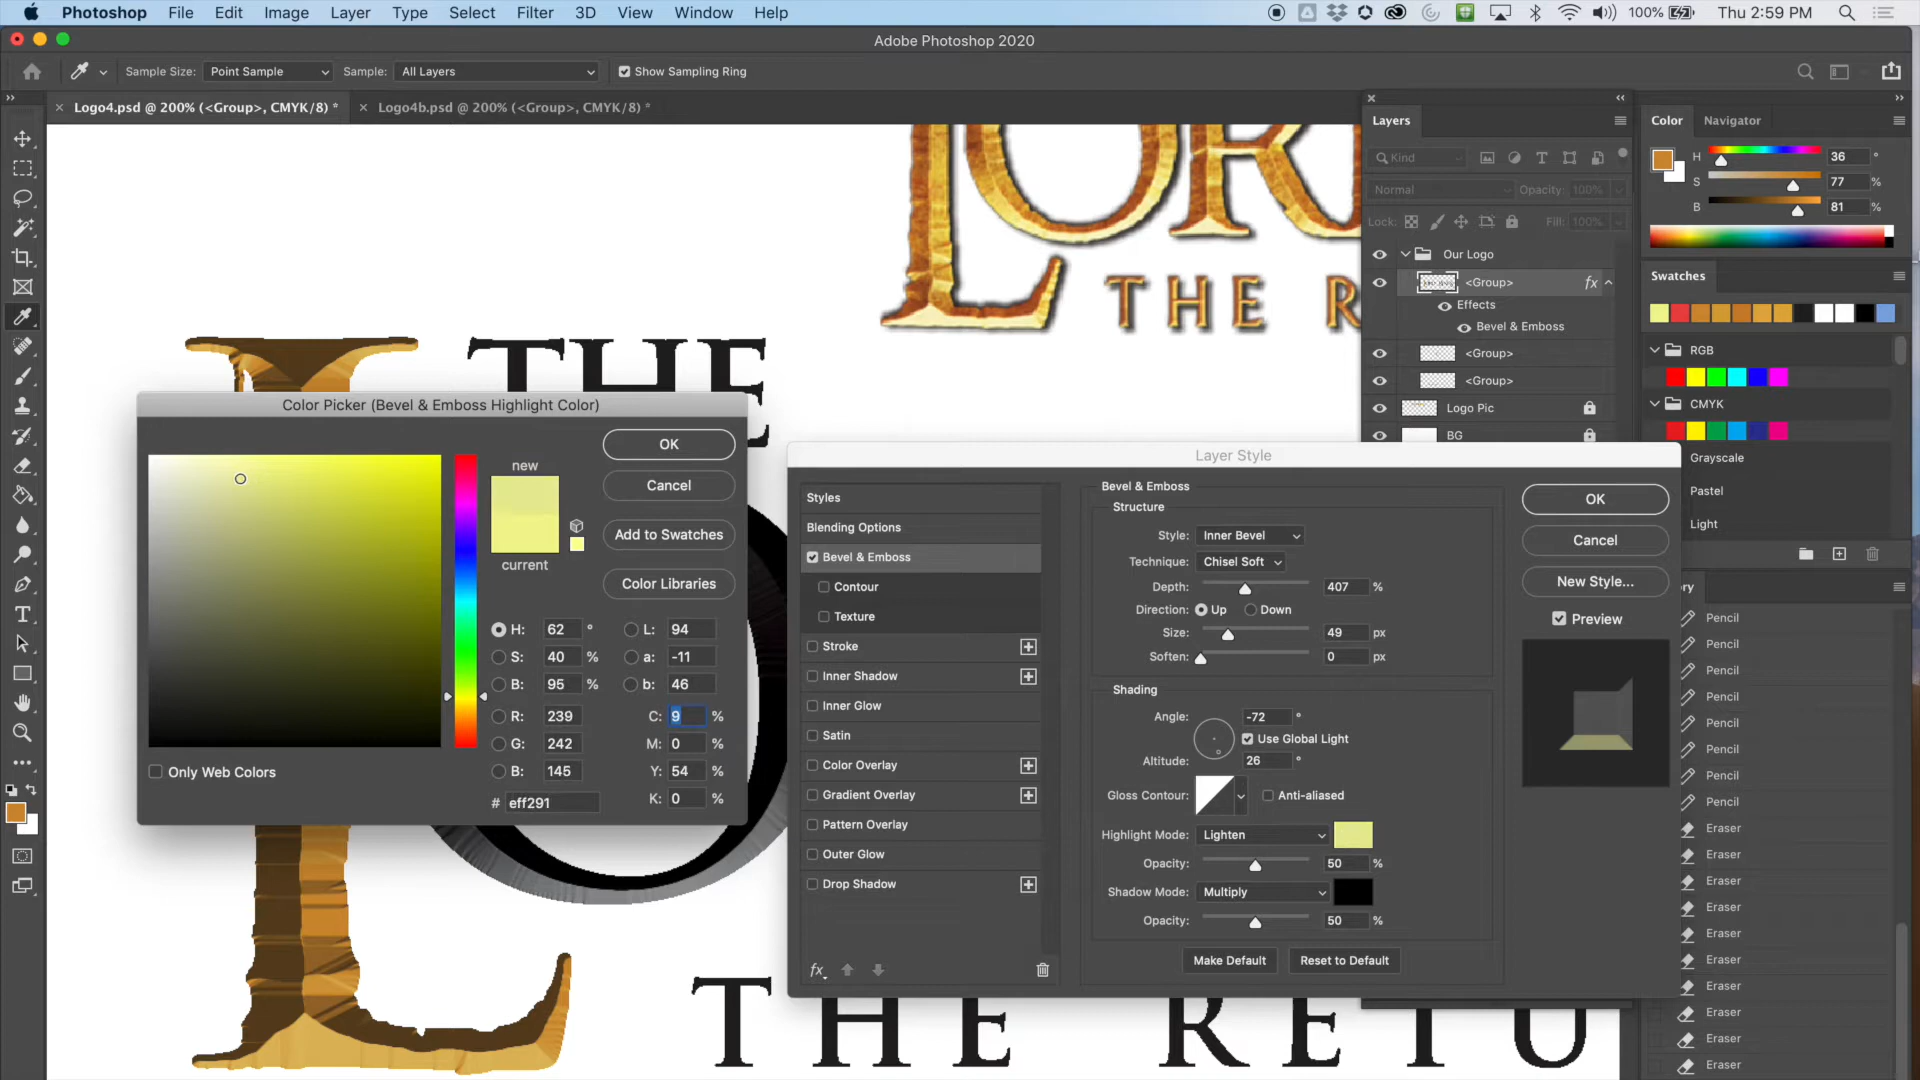 Photoshop File Edit Image Layer Type Select Filter 3D View Window Help 100% Thu 2:59 PM
Adobe Photoshop 2020
Sample Size: Point Sample Sample: All Layers Show Sampling Ring
Logo4.psd @ 200% (<Group>, CMYK/8) * Logo4b.psd @ 200% (<Group>, CMYK/8) *
Layers
Kind
Normal Opacity: 100%
Lock: Fill: 100%
Our Logo
<Group> fx
Effects
Bevel & Emboss
<Group>
<Group>
Logo Pic
BG
Color Navigator
H 36 °
S 77 %
B 81 %
Swatches
RGB
CMYK
Grayscale
Pastel
Light
LOR
THE R
THE
L
O
THE RETU
Color Picker (Bevel & Emboss Highlight Color)
new
current
OK
Cancel
Add to Swatches
Color Libraries
H: 62 ° L: 94
S: 40 % a: -11
B: 95 % b: 46
R: 239 C: 9 %
G: 242 M: 0 %
B: 145 Y: 54 %
# eff291 K: 0 %
Only Web Colors
Layer Style
Styles
Blending Options
Bevel & Emboss
Contour
Texture
Stroke
Inner Shadow
Inner Glow
Satin
Color Overlay
Gradient Overlay
Pattern Overlay
Outer Glow
Drop Shadow
fx
Bevel & Emboss
Structure
Style: Inner Bevel
Technique: Chisel Soft
Depth: 407 %
Direction: Up Down
Size: 49 px
Soften: 0 px
Shading
Angle: -72 °
Use Global Light
Altitude: 26 °
Gloss Contour: Anti-aliased
Highlight Mode: Lighten
Opacity: 50 %
Shadow Mode: Multiply
Opacity: 50 %
Make Default Reset to Default
OK
Cancel
New Style...
Preview
ry
Pencil
Pencil
Pencil
Pencil
Pencil
Pencil
Pencil
Pencil
Eraser
Eraser
Eraser
Eraser
Eraser
Eraser
Eraser
Eraser
Eraser
Eraser